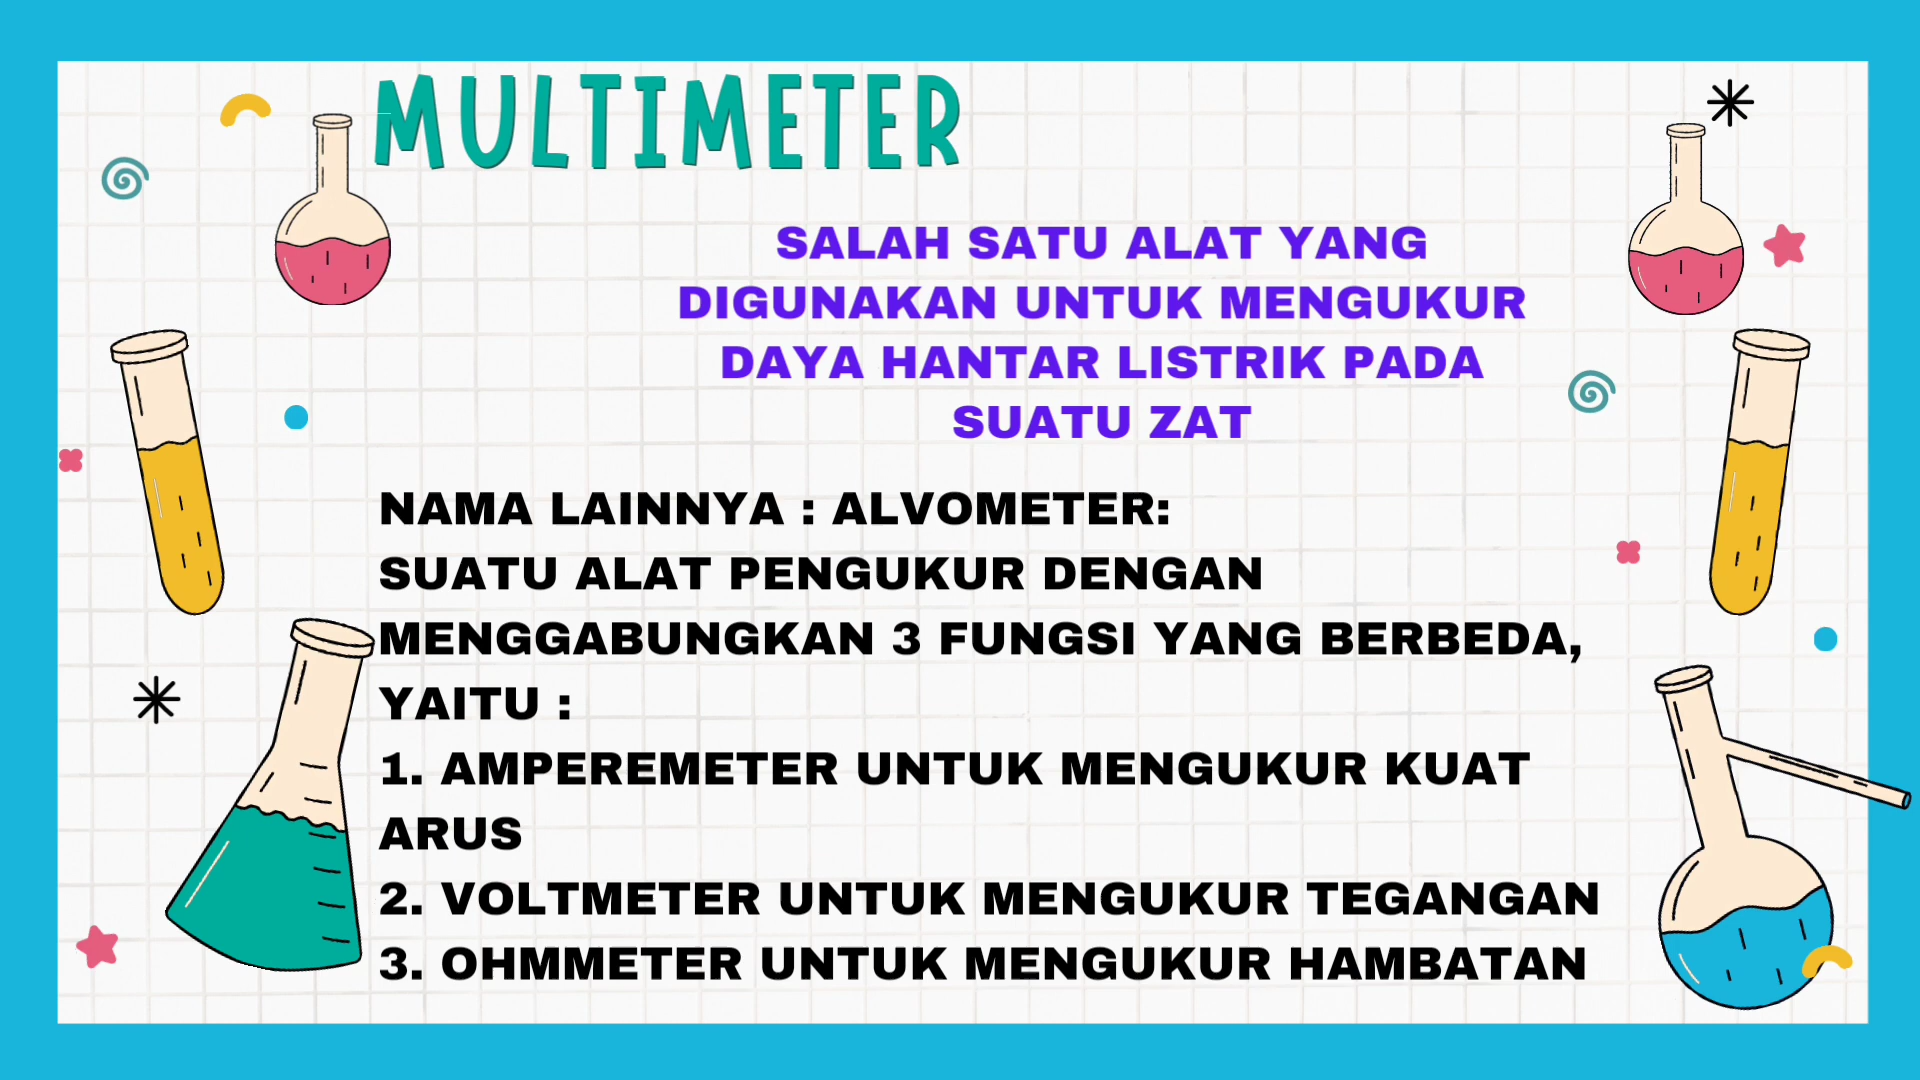 MULTIMETER
SALAH SATU ALAT YANG
DIGUNAKAN UNTUK MENGUKUR
DAYA HANTAR LISTRIK PADA
SUATU ZAT
NAMA LAINNYA : ALVOMETER:
SUATU ALAT PENGUKUR DENGAN
MENGGABUNGKAN 3 FUNGSI YANG BERBEDA,
YAITU :
1. AMPEREMETER UNTUK MENGUKUR KUAT
ARUS
2. VOLTMETER UNTUK MENGUKUR TEGANGAN
3. OHMMETER UNTUK MENGUKUR HAMBATAN